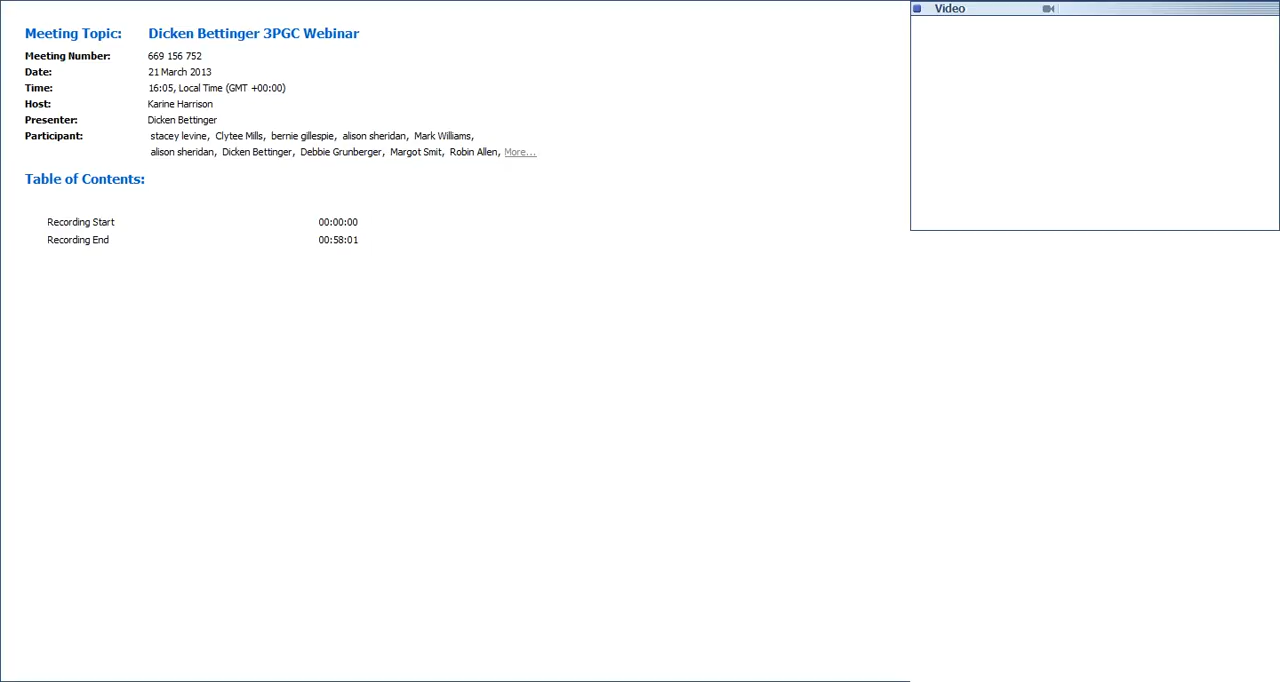 Meeting Topic: Dicken Bettinger 3PGC Webinar
Meeting Number: 669 156 752
Date: 21 March 2013
Time: 16:05, Local Time (GMT +00:00)
Host: Karine Harrison
Presenter: Dicken Bettinger
Participant: stacey levine, Clytee Mills, bernie gillespie, alison sheridan, Mark Williams,
alison sheridan, Dicken Bettinger, Debbie Grunberger, Margot Smit, Robin Allen, More...
Table of Contents:
Recording Start 00:00:00
Recording End 00:58:01
Video